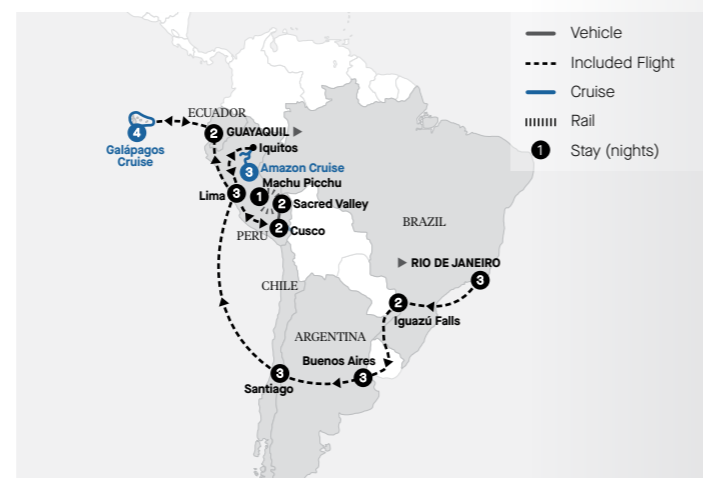 Vehicle
Included Flight
Cruise
Rail
1 Stay (nights)
ECUADOR
4
2 GUAYAQUIL
Galápagos
Cruise
Iquitos
3 Amazon Cruise
Machu Picchu
Lima 3
1
2 Sacred Valley
PERU
2 Cusco
BRAZIL
RIO DE JANEIRO
3
CHILE
2
Iguazú Falls
ARGENTINA
Buenos Aires
3
3
Santiago